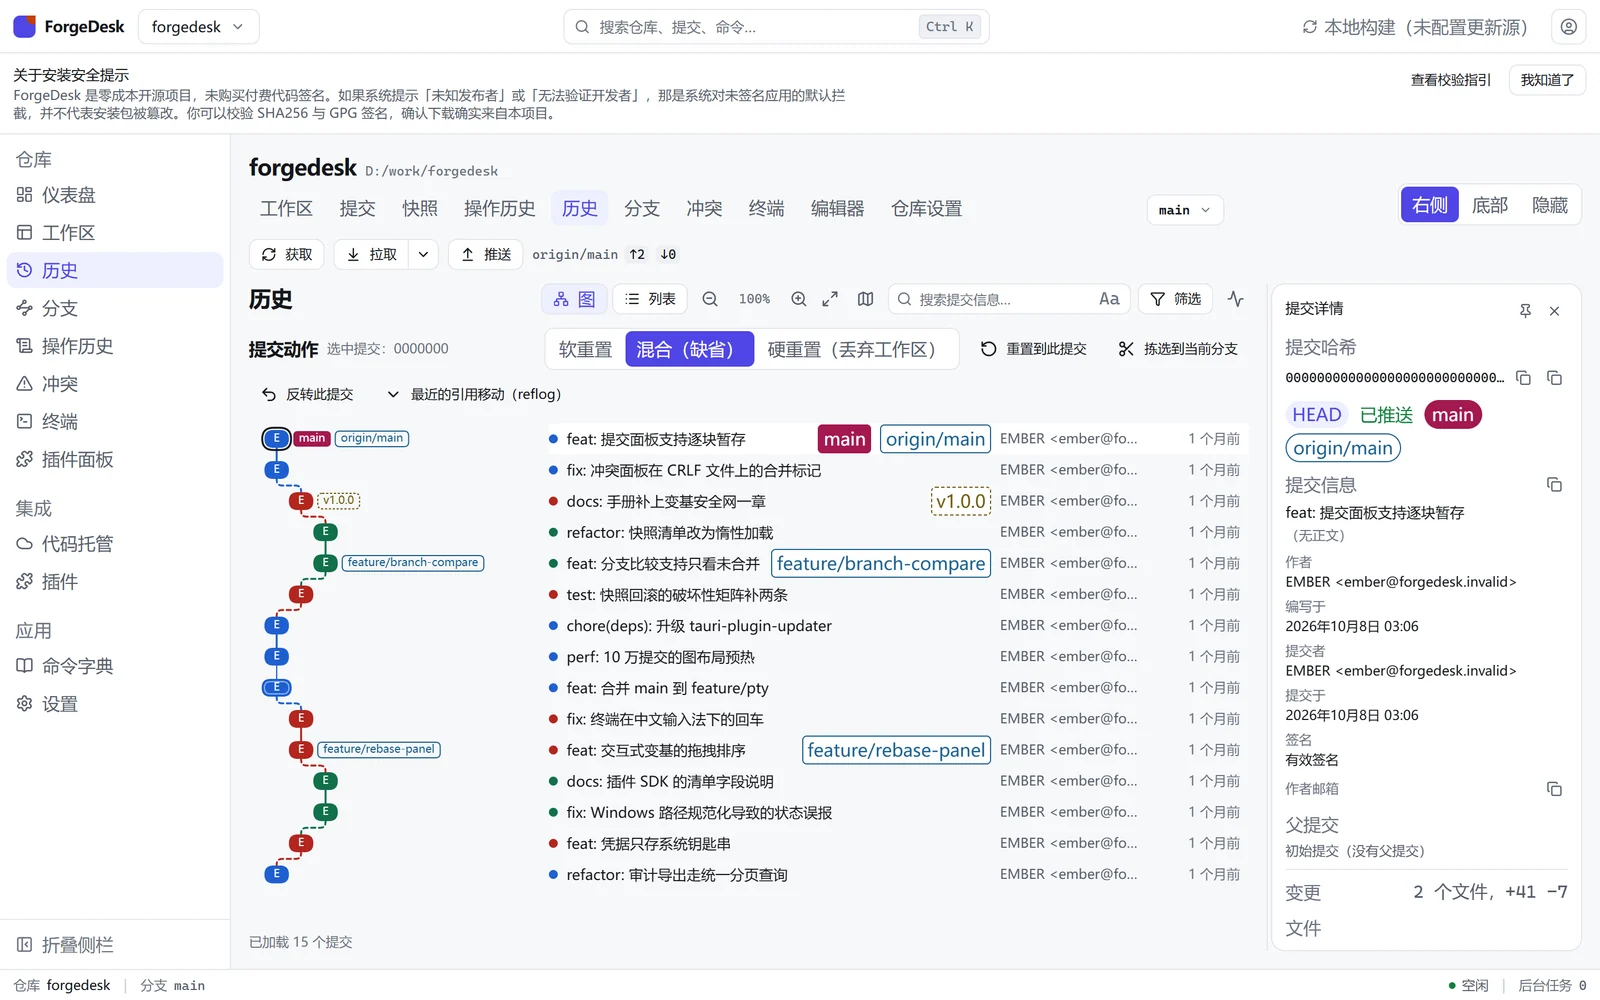 ForgeDesk
forgedesk
搜索仓库、提交、命令...
Ctrl K
本地构建（未配置更新源）
关于安装安全提示
ForgeDesk 是零成本开源项目，未购买付费代码签名。如果系统提示「未知发布者」或「无法验证开发者」，那是系统对未签名应用的默认拦
截，并不代表安装包被篡改。你可以校验 SHA256 与 GPG 签名，确认下载确实来自本项目。
查看校验指引
我知道了
仓库
仪表盘
工作区
历史
分支
操作历史
冲突
终端
插件面板
集成
代码托管
插件
应用
命令字典
设置
折叠侧栏
forgedesk D:/work/forgedesk
工作区 提交 快照 操作历史 历史 分支 冲突 终端 编辑器 仓库设置
main
右侧 底部 隐藏
获取 拉取 推送 origin/main ↑2 ↓0
历史
图 列表 100% 搜索提交信息... Aa 筛选
提交动作 选中提交：0000000
软重置 混合（缺省） 硬重置（丢弃工作区）
重置到此提交 拣选到当前分支
反转此提交 最近的引用移动（reflog）
E main origin/main feat: 提交面板支持逐块暂存 main origin/main EMBER <ember@fo... 1 个月前
E fix: 冲突面板在 CRLF 文件上的合并标记 EMBER <ember@fo... 1 个月前
E v1.0.0 docs: 手册补上变基安全网一章 v1.0.0 EMBER <ember@fo... 1 个月前
E refactor: 快照清单改为惰性加载 EMBER <ember@fo... 1 个月前
E feature/branch-compare feat: 分支比较支持只看未合并 feature/branch-compare EMBER <ember@fo... 1 个月前
E test: 快照回滚的破坏性矩阵补两条 EMBER <ember@fo... 1 个月前
E chore(deps): 升级 tauri-plugin-updater EMBER <ember@fo... 1 个月前
E perf: 10 万提交的图布局预热 EMBER <ember@fo... 1 个月前
E feat: 合并 main 到 feature/pty EMBER <ember@fo... 1 个月前
E fix: 终端在中文输入法下的回车 EMBER <ember@fo... 1 个月前
E feature/rebase-panel feat: 交互式变基的拖拽排序 feature/rebase-panel EMBER <ember@fo... 1 个月前
E docs: 插件 SDK 的清单字段说明 EMBER <ember@fo... 1 个月前
E fix: Windows 路径规范化导致的状态误报 EMBER <ember@fo... 1 个月前
E feat: 凭据只存系统钥匙串 EMBER <ember@fo... 1 个月前
E refactor: 审计导出走统一分页查询 EMBER <ember@fo... 1 个月前
已加载 15 个提交
提交详情
提交哈希
0000000000000000000000000000...
HEAD 已推送 main
origin/main
提交信息
feat: 提交面板支持逐块暂存
（无正文）
作者
EMBER <ember@forgedesk.invalid>
编写于
2026年10月8日 03:06
提交者
EMBER <ember@forgedesk.invalid>
提交于
2026年10月8日 03:06
签名
有效签名
作者邮箱
父提交
初始提交（没有父提交）
变更 2 个文件，+41 −7
文件
仓库 forgedesk 分支 main
空闲 后台任务 0